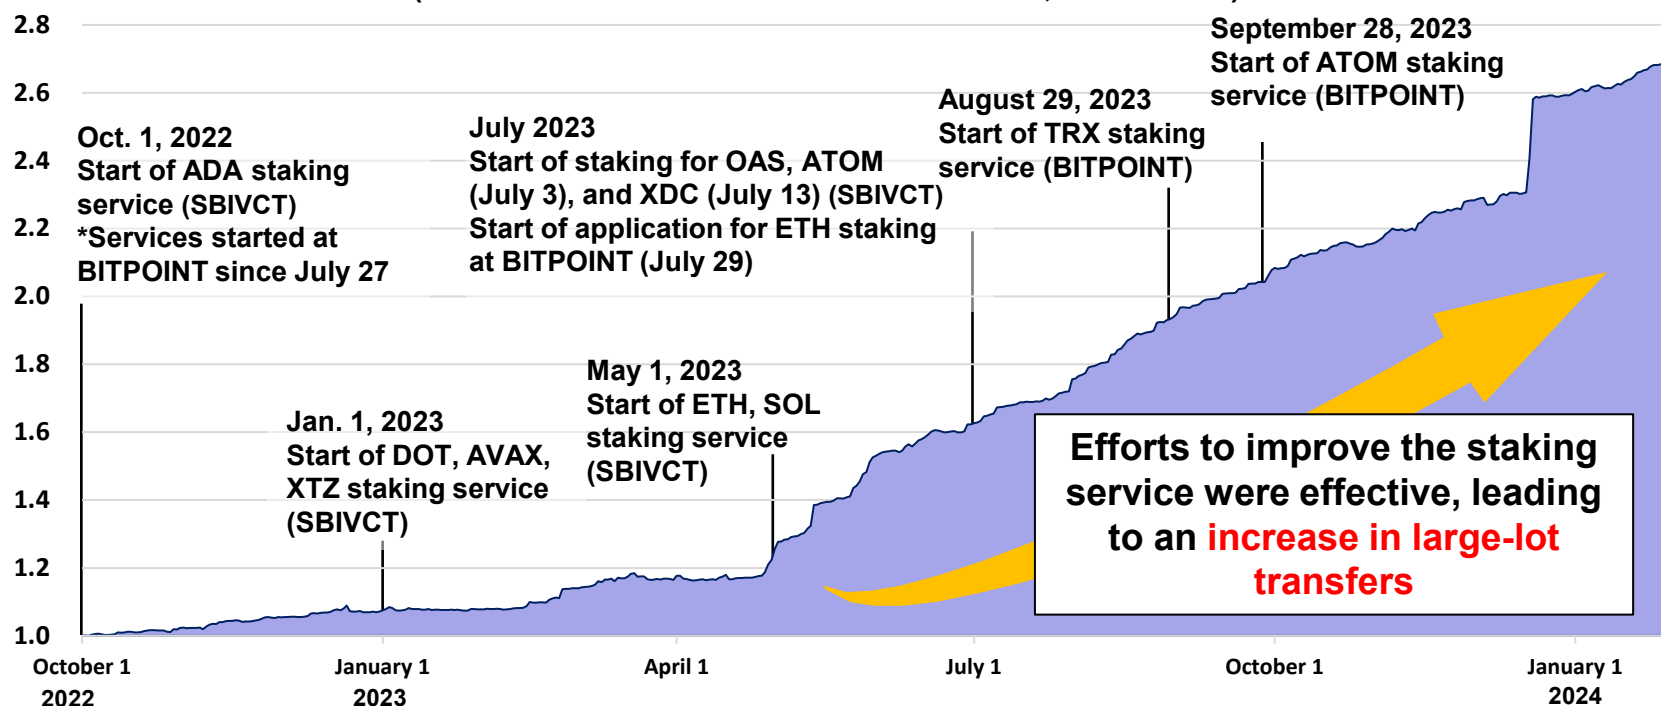 2.8
2.6
2.4
2.2
2.0
1.8
1.6
1.4
1.2
1.0
Oct. 1, 2022
Start of ADA staking
service (SBIVCT)
*Services started at
BITPOINT since July 27
Jan. 1, 2023
Start of DOT, AVAX,
XTZ staking service
(SBIVCT)
May 1, 2023
Start of ETH, SOL
staking service
(SBIVCT)
July 2023
Start of staking for OAS, ATOM
(July 3), and XDC (July 13) (SBIVCT)
Start of application for ETH staking
at BITPOINT (July 29)
August 29, 2023
Start of TRX staking
service (BITPOINT)
September 28, 2023
Start of ATOM staking
service (BITPOINT)
Efforts to improve the staking
service were effective, leading
to an increase in large-lot
transfers
October 1
2022
January 1
2023
April 1
July 1
October 1
January 1
2024